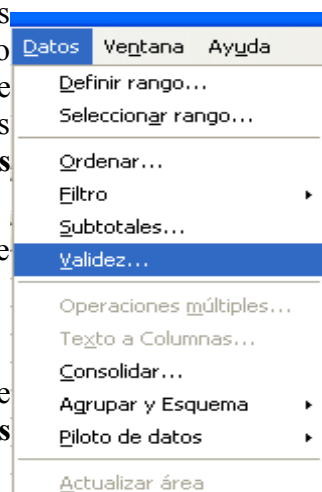 Datos Ventana Ayuda
Definir rango...
Seleccionar rango...
Ordenar...
Filtro
Subtotales...
Validez...
Operaciones múltiples...
Texto a Columnas...
Consolidar...
Agrupar y Esquema
Piloto de datos
Actualizar área